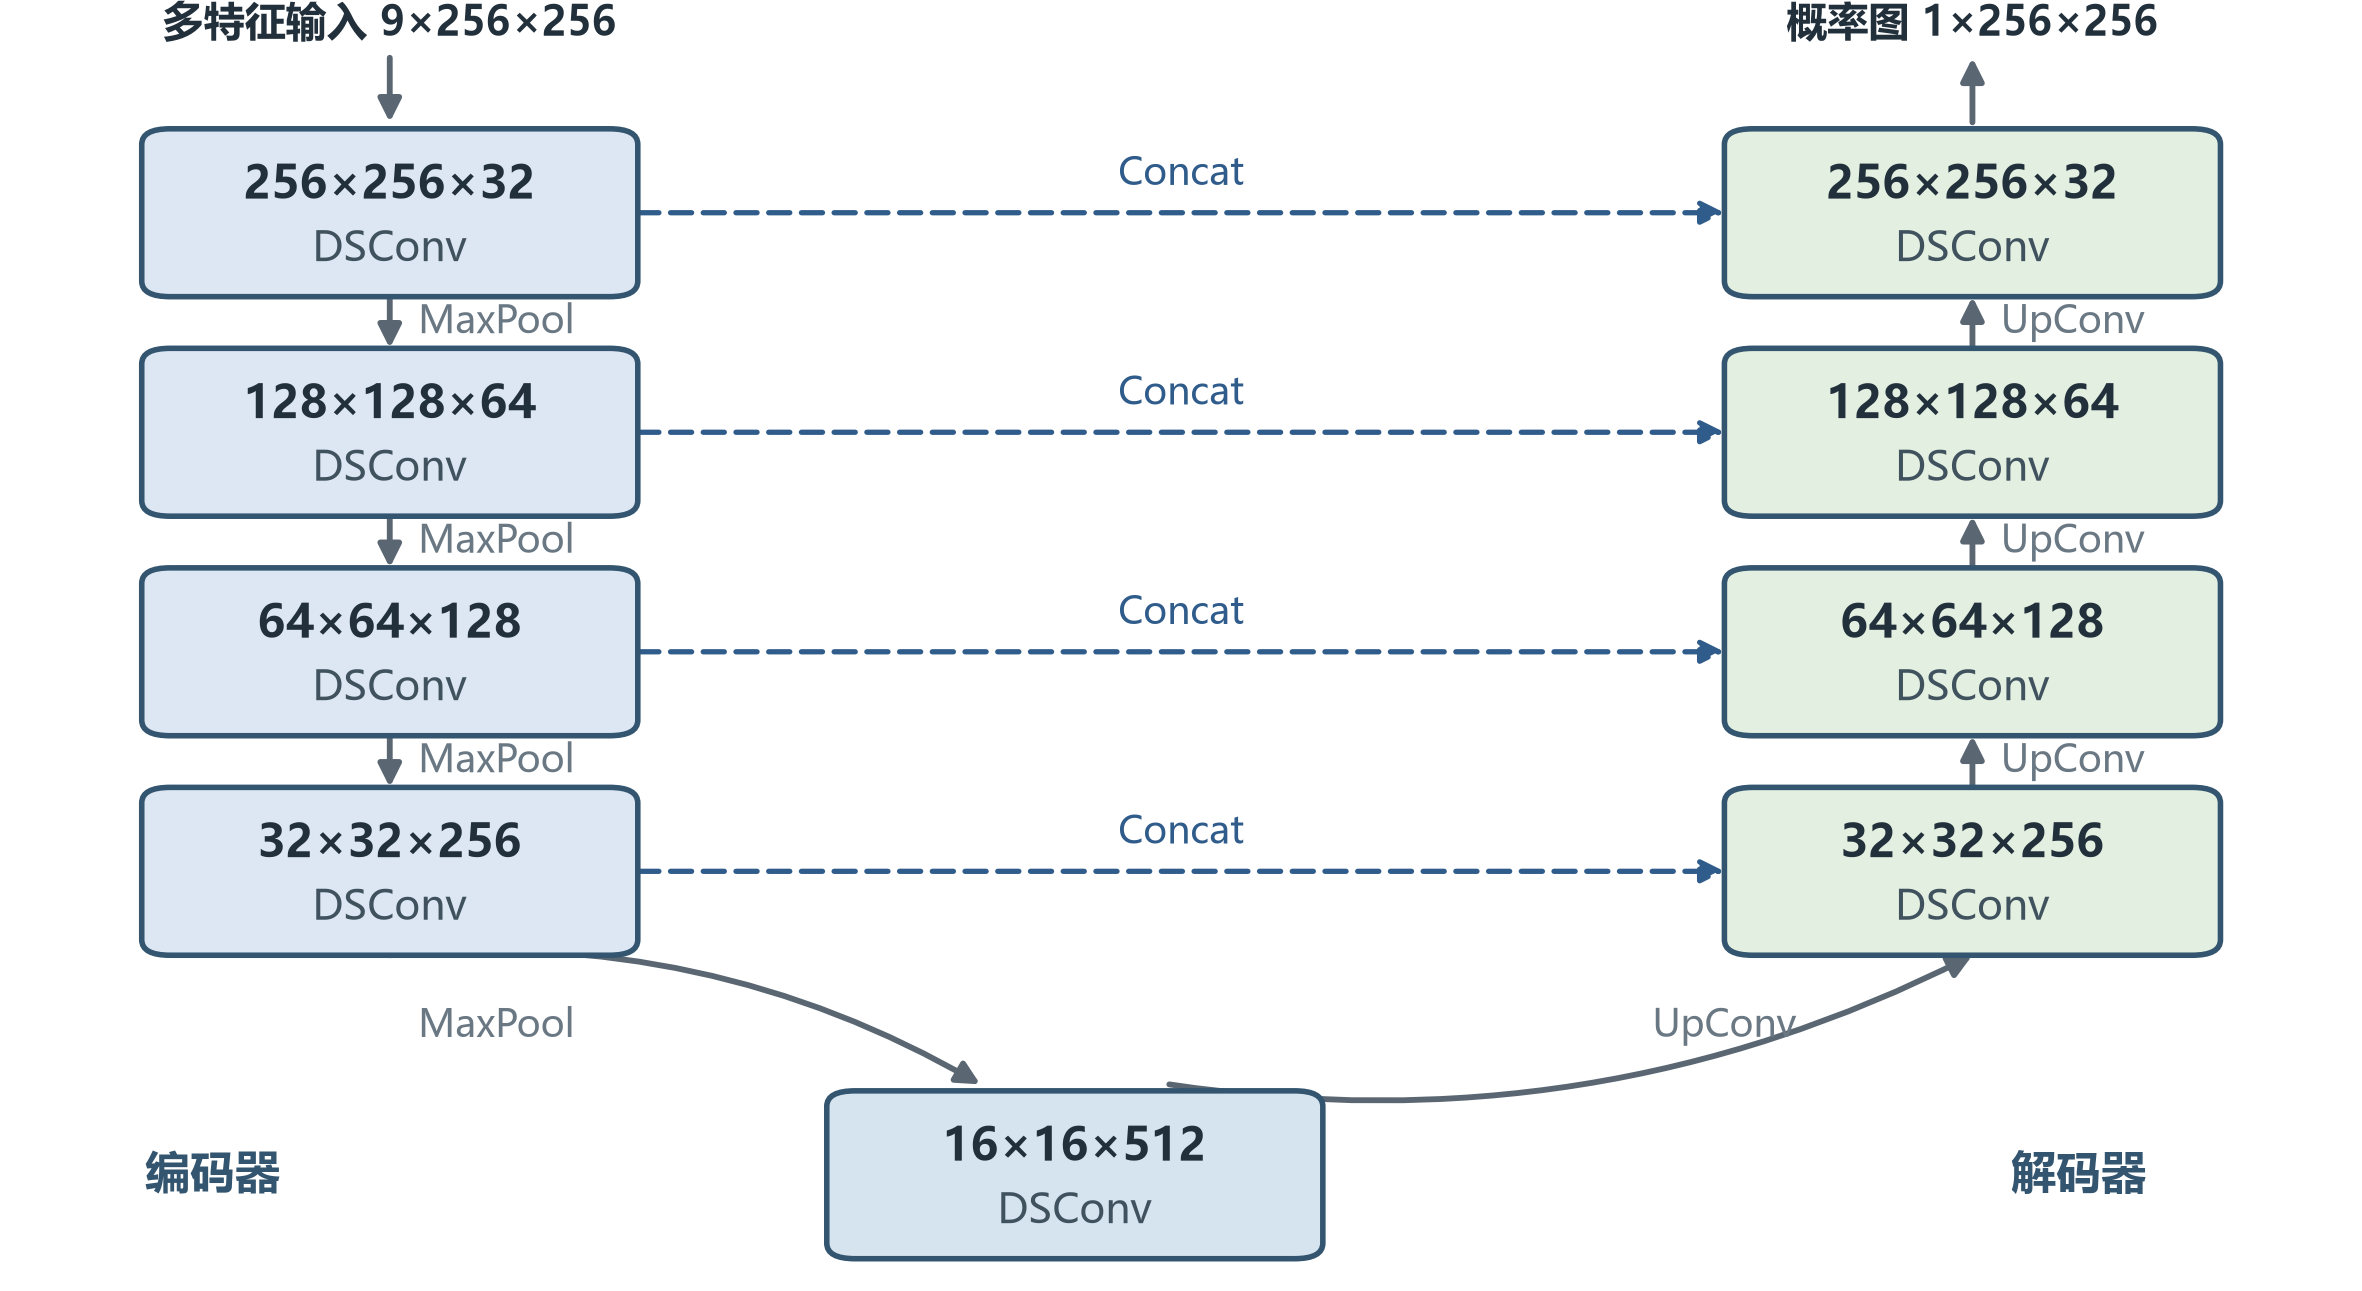 多特征输入 9×256×256
概率图 1×256×256
256×256×32
DSConv
Concat
256×256×32
DSConv
MaxPool
UpConv
128×128×64
DSConv
Concat
128×128×64
DSConv
MaxPool
UpConv
64×64×128
DSConv
Concat
64×64×128
DSConv
MaxPool
UpConv
32×32×256
DSConv
Concat
32×32×256
DSConv
MaxPool
UpConv
16×16×512
DSConv
编码器
解码器